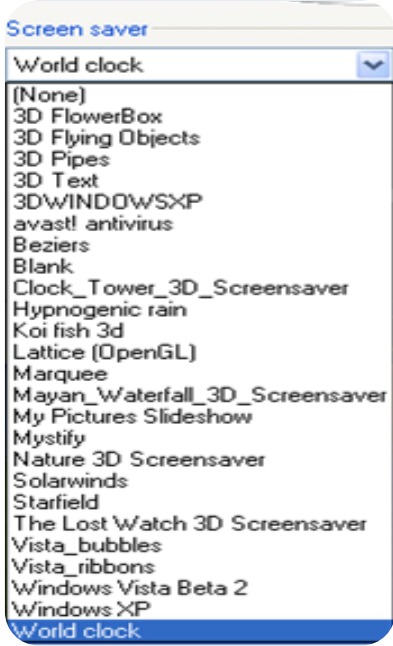 Screen saver
World clock
(None)
3D FlowerBox
3D Flying Objects
3D Pipes
3D Text
3DWINDOWSXP
avast! antivirus
Beziers
Blank
Clock_Tower_3D_Screensaver
Hypnogenic rain
Koi fish 3d
Lattice (OpenGL)
Marquee
Mayan_Waterfall_3D_Screensaver
My Pictures Slideshow
Mystify
Nature 3D Screensaver
Solarwinds
Starfield
The Lost Watch 3D Screensaver
Vista_bubbles
Vista_ribbons
Windows Vista Beta 2
Windows XP
World clock